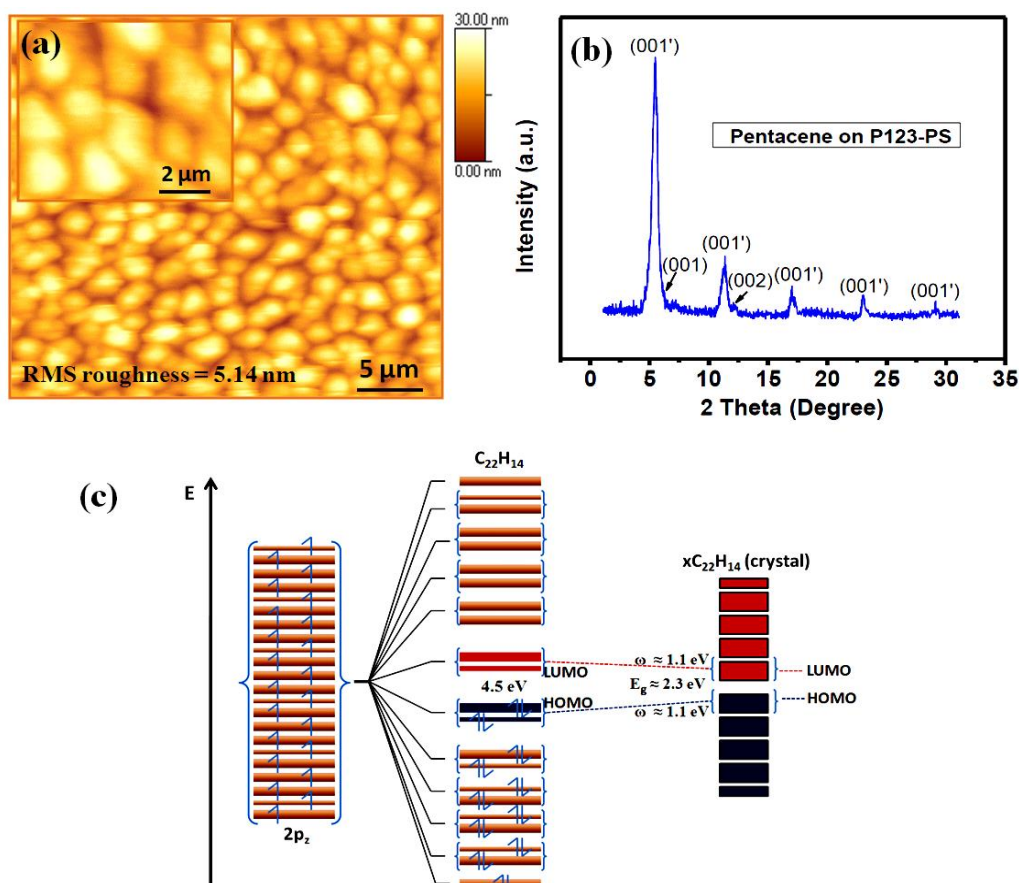 (a)
2 µm
RMS roughness = 5.14 nm
5 µm
30.00 nm
0.00 nm
(b)
(001')
Pentacene on P123-PS
(001')
(001)
(002)
(001')
(001')
(001')
Intensity (a.u.)
0 5 10 15 20 25 30 35
2 Theta (Degree)
(c)
E
2p_z
C₂₂H₁₄
LUMO
4.5 eV
HOMO
xC₂₂H₁₄ (crystal)
ω ≈ 1.1 eV
E_g ≈ 2.3 eV
ω ≈ 1.1 eV
LUMO
HOMO